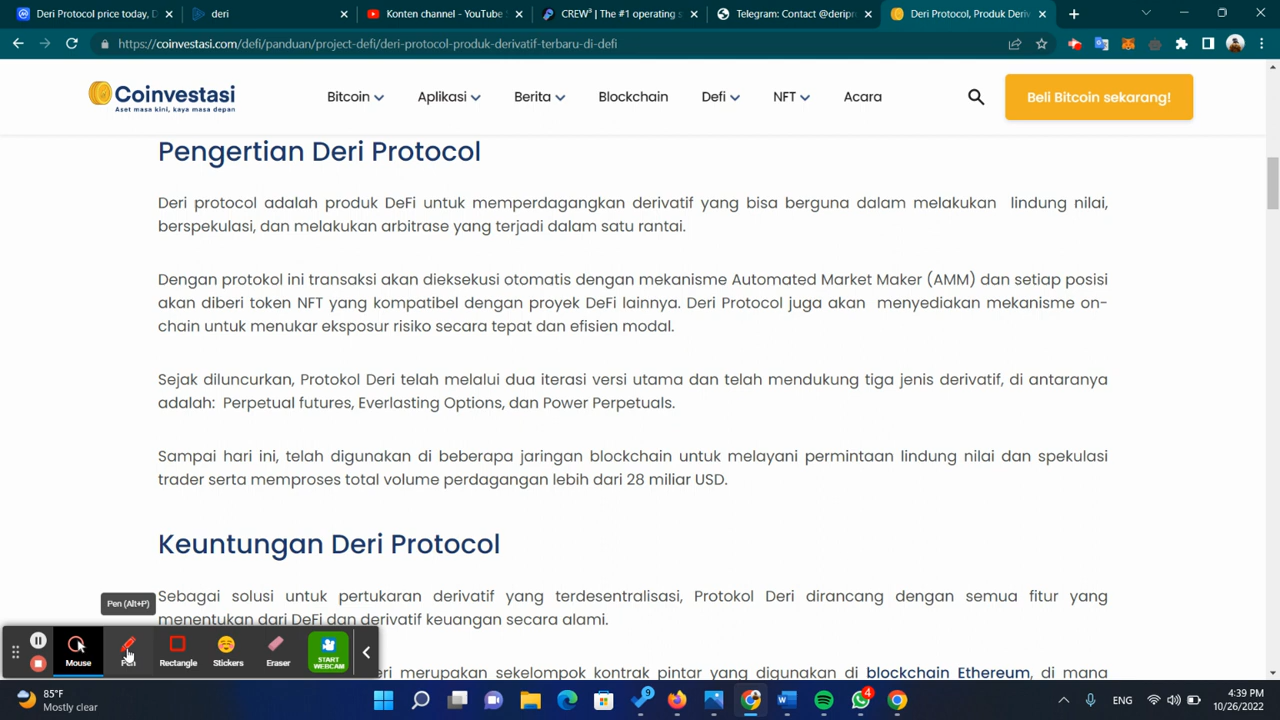 Deri Protocol price today, D
deri
Konten channel - YouTube S
CREW³ | The #1 operating s
Telegram: Contact @deripro
Deri Protocol, Produk Deriv
https://coinvestasi.com/defi/panduan/project-defi/deri-protocol-produk-derivatif-terbaru-di-defi
Coinvestasi
Aset masa kini, kaya masa depan
Bitcoin
Aplikasi
Berita
Blockchain
Defi
NFT
Acara
Beli Bitcoin sekarang!
Pengertian Deri Protocol
Deri protocol adalah produk DeFi untuk memperdagangkan derivatif yang bisa berguna dalam melakukan lindung nilai,
berspekulasi, dan melakukan arbitrase yang terjadi dalam satu rantai.
Dengan protokol ini transaksi akan dieksekusi otomatis dengan mekanisme Automated Market Maker (AMM) dan setiap posisi
akan diberi token NFT yang kompatibel dengan proyek DeFi lainnya. Deri Protocol juga akan menyediakan mekanisme on-
chain untuk menukar eksposur risiko secara tepat dan efisien modal.
Sejak diluncurkan, Protokol Deri telah melalui dua iterasi versi utama dan telah mendukung tiga jenis derivatif, di antaranya
adalah: Perpetual futures, Everlasting Options, dan Power Perpetuals.
Sampai hari ini, telah digunakan di beberapa jaringan blockchain untuk melayani permintaan lindung nilai dan spekulasi
trader serta memproses total volume perdagangan lebih dari 28 miliar USD.
Keuntungan Deri Protocol
Sebagai solusi untuk pertukaran derivatif yang terdesentralisasi, Protokol Deri dirancang dengan semua fitur yang
menentukan dari DeFi dan derivatif keuangan secara alami.
eri merupakan sekelompok kontrak pintar yang digunakan di blockchain Ethereum, di mana
Pen (Alt+P)
Mouse
Pen
Rectangle
Stickers
Eraser
START
WEBCAM
85°F
Mostly clear
9
4
ENG
4:39 PM
10/26/2022